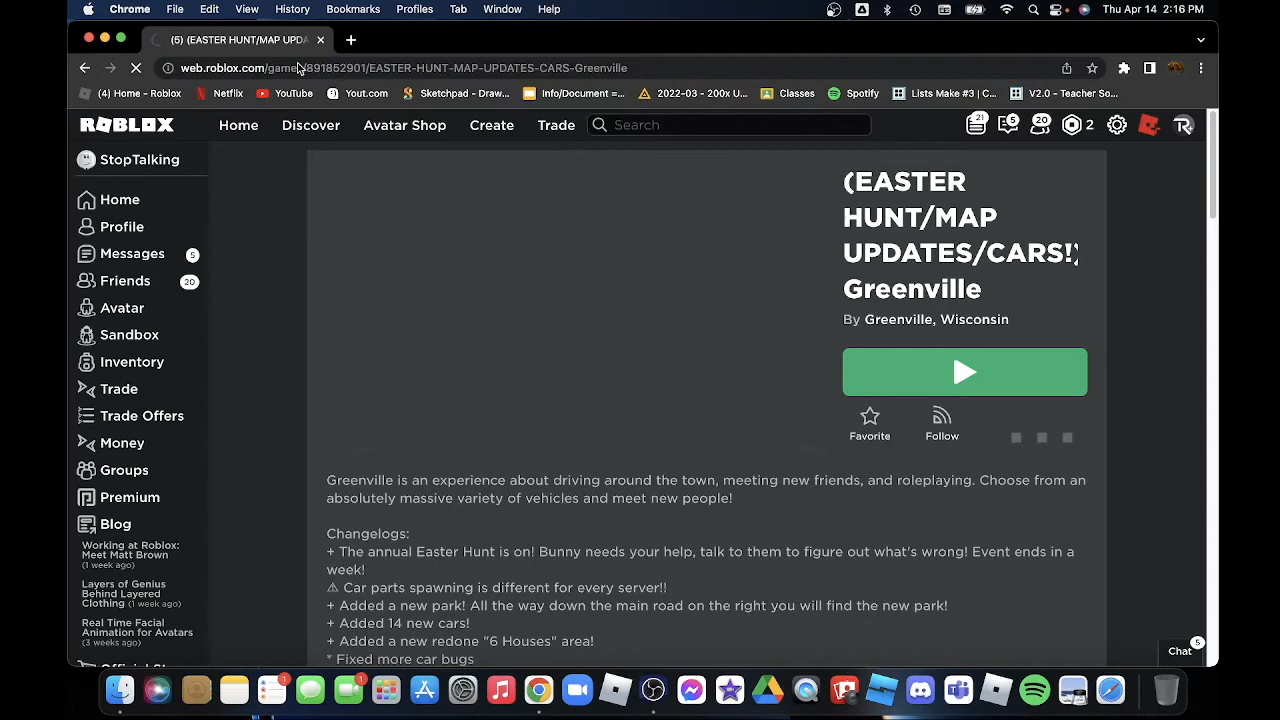 Chrome File Edit View History Bookmarks Profiles Tab Window Help Thu Apr 14 2:16 PM
(5) (EASTER HUNT/MAP UPDA
web.roblox.com/game 891852901/EASTER-HUNT-MAP-UPDATES-CARS-Greenville
(4) Home - Roblox Netflix YouTube Yout.com Sketchpad - Draw... Info/Document =... 2022-03 - 200x U... Classes Spotify Lists Make #3 | C... V2.0 - Teacher So...
ROBLOX Home Discover Avatar Shop Create Trade Search 21 5 20 2
StopTalking
Home
Profile
Messages 5
Friends 20
Avatar
Sandbox
Inventory
Trade
Trade Offers
Money
Groups
Premium
Blog
Working at Roblox:
Meet Matt Brown
(1 week ago)
Layers of Genius
Behind Layered
Clothing (1 week ago)
Real Time Facial
Animation for Avatars
(3 weeks ago)
(EASTER
HUNT/MAP
UPDATES/CARS!)
Greenville
By Greenville, Wisconsin
Favorite Follow
Greenville is an experience about driving around the town, meeting new friends, and roleplaying. Choose from an
absolutely massive variety of vehicles and meet new people!
Changelogs:
+ The annual Easter Hunt is on! Bunny needs your help, talk to them to figure out what's wrong! Event ends in a
week!
⚠ Car parts spawning is different for every server!!
+ Added a new park! All the way down the main road on the right you will find the new park!
+ Added 14 new cars!
+ Added a new redone "6 Houses" area!
* Fixed more car bugs
Chat 5
1 1